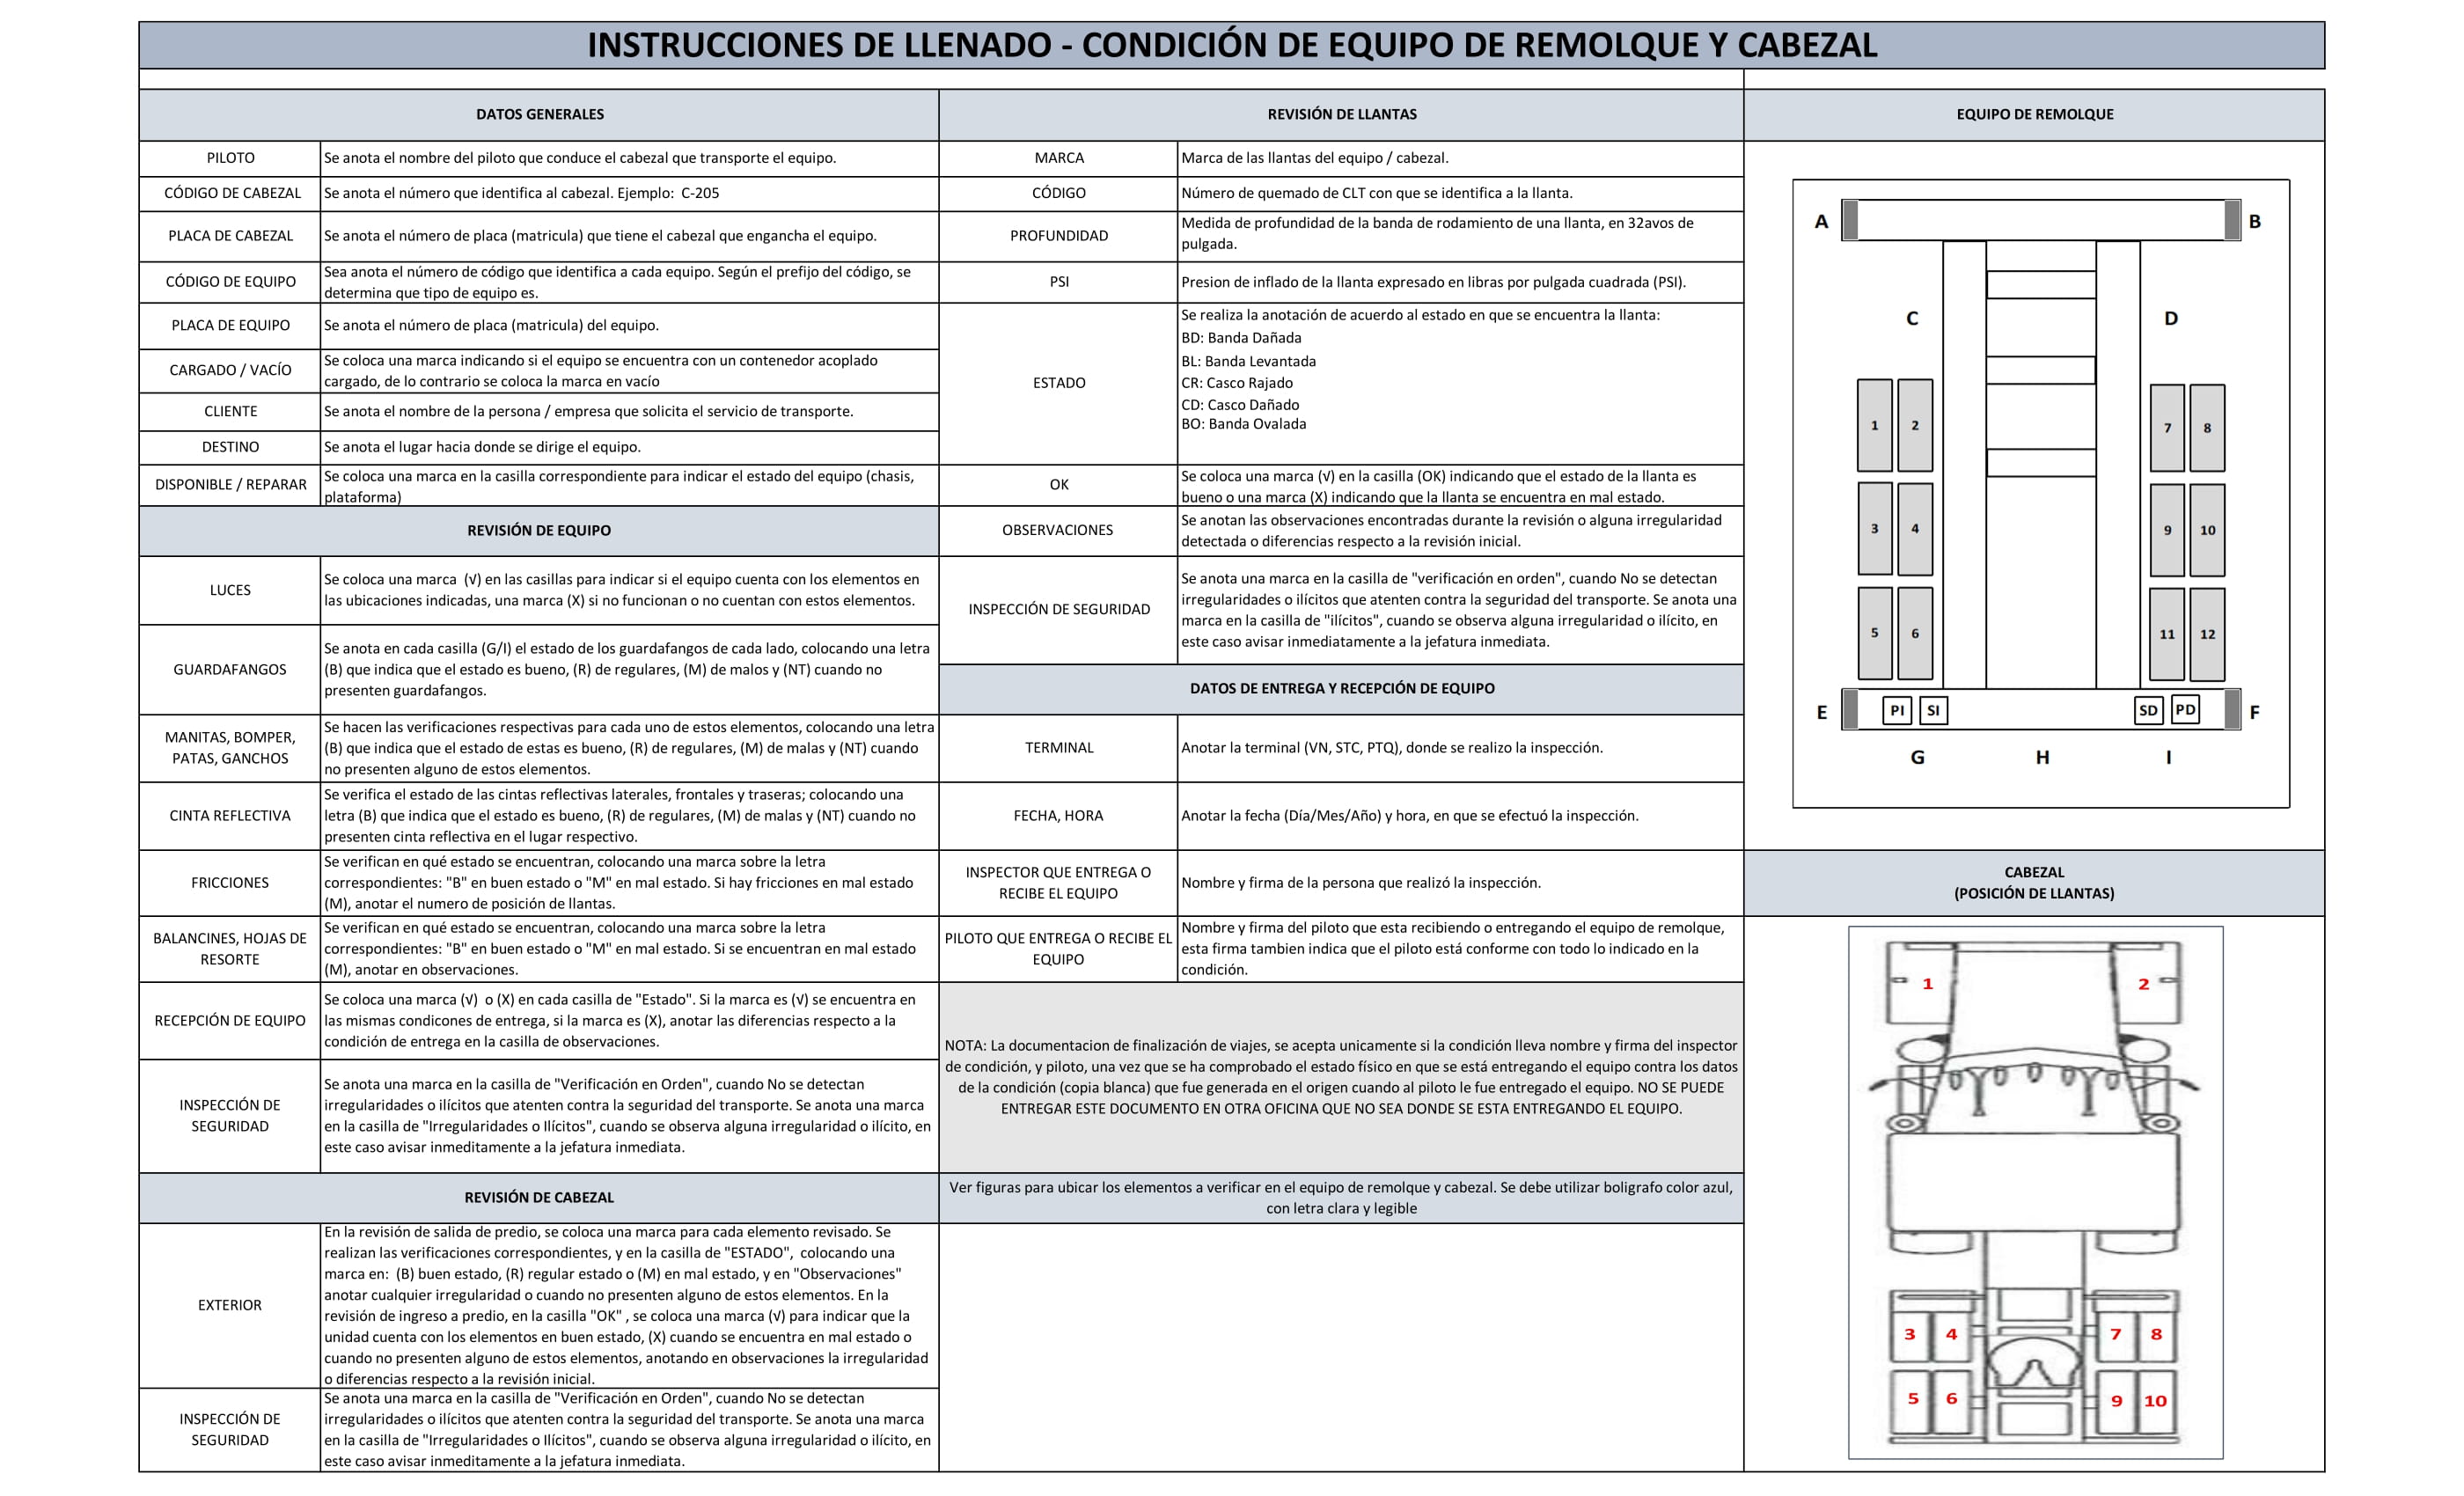 INSTRUCCIONES DE LLENADO - CONDICIÓN DE EQUIPO DE REMOLQUE Y CABEZAL
DATOS GENERALES
PILOTO
Se anota el nombre del piloto que conduce el cabezal que transporte el equipo.
CÓDIGO DE CABEZAL
Se anota el número que identifica al cabezal. Ejemplo: C-205
PLACA DE CABEZAL
Se anota el número de placa (matricula) que tiene el cabezal que engancha el equipo.
CÓDIGO DE EQUIPO
Sea anota el número de código que identifica a cada equipo. Según el prefijo del código, se
determina que tipo de equipo es.
PLACA DE EQUIPO
Se anota el número de placa (matricula) del equipo.
CARGADO / VACÍO
Se coloca una marca indicando si el equipo se encuentra con un contenedor acoplado
cargado, de lo contrario se coloca la marca en vacío
CLIENTE
Se anota el nombre de la persona / empresa que solicita el servicio de transporte.
DESTINO
Se anota el lugar hacia donde se dirige el equipo.
DISPONIBLE / REPARAR
Se coloca una marca en la casilla correspondiente para indicar el estado del equipo (chasis,
plataforma)
REVISIÓN DE EQUIPO
LUCES
Se coloca una marca (√) en las casillas para indicar si el equipo cuenta con los elementos en
las ubicaciones indicadas, una marca (X) si no funcionan o no cuentan con estos elementos.
GUARDAFANGOS
Se anota en cada casilla (G/I) el estado de los guardafangos de cada lado, colocando una letra
(B) que indica que el estado es bueno, (R) de regulares, (M) de malos y (NT) cuando no
presenten guardafangos.
MANITAS, BOMPER,
PATAS, GANCHOS
Se hacen las verificaciones respectivas para cada uno de estos elementos, colocando una letra
(B) que indica que el estado de estas es bueno, (R) de regulares, (M) de malas y (NT) cuando
no presenten alguno de estos elementos.
CINTA REFLECTIVA
Se verifica el estado de las cintas reflectivas laterales, frontales y traseras; colocando una
letra (B) que indica que el estado es bueno, (R) de regulares, (M) de malas y (NT) cuando no
presenten cinta reflectiva en el lugar respectivo.
FRICCIONES
Se verifican en qué estado se encuentran, colocando una marca sobre la letra
correspondientes: "B" en buen estado o "M" en mal estado. Si hay fricciones en mal estado
(M), anotar el numero de posición de llantas.
BALANCINES, HOJAS DE
RESORTE
Se verifican en qué estado se encuentran, colocando una marca sobre la letra
correspondientes: "B" en buen estado o "M" en mal estado. Si se encuentran en mal estado
(M), anotar en observaciones.
RECEPCIÓN DE EQUIPO
Se coloca una marca (√) o (X) en cada casilla de "Estado". Si la marca es (√) se encuentra en
las mismas condicones de entrega, si la marca es (X), anotar las diferencias respecto a la
condición de entrega en la casilla de observaciones.
INSPECCIÓN DE
SEGURIDAD
Se anota una marca en la casilla de "Verificación en Orden", cuando No se detectan
irregularidades o ilícitos que atenten contra la seguridad del transporte. Se anota una marca
en la casilla de "Irregularidades o Ilícitos", cuando se observa alguna irregularidad o ilícito, en
este caso avisar inmeditamente a la jefatura inmediata.
REVISIÓN DE CABEZAL
EXTERIOR
En la revisión de salida de predio, se coloca una marca para cada elemento revisado. Se
realizan las verificaciones correspondientes, y en la casilla de "ESTADO", colocando una
marca en: (B) buen estado, (R) regular estado o (M) en mal estado, y en "Observaciones"
anotar cualquier irregularidad o cuando no presenten alguno de estos elementos. En la
revisión de ingreso a predio, en la casilla "OK" , se coloca una marca (√) para indicar que la
unidad cuenta con los elementos en buen estado, (X) cuando se encuentra en mal estado o
cuando no presenten alguno de estos elementos, anotando en observaciones la irregularidad
o diferencias respecto a la revisión inicial.
INSPECCIÓN DE
SEGURIDAD
Se anota una marca en la casilla de "Verificación en Orden", cuando No se detectan
irregularidades o ilícitos que atenten contra la seguridad del transporte. Se anota una marca
en la casilla de "Irregularidades o Ilícitos", cuando se observa alguna irregularidad o ilícito, en
este caso avisar inmeditamente a la jefatura inmediata.
REVISIÓN DE LLANTAS
MARCA
Marca de las llantas del equipo / cabezal.
CÓDIGO
Número de quemado de CLT con que se identifica a la llanta.
PROFUNDIDAD
Medida de profundidad de la banda de rodamiento de una llanta, en 32avos de
pulgada.
PSI
Presion de inflado de la llanta expresado en libras por pulgada cuadrada (PSI).
ESTADO
Se realiza la anotación de acuerdo al estado en que se encuentra la llanta:
BD: Banda Dañada
BL: Banda Levantada
CR: Casco Rajado
CD: Casco Dañado
BO: Banda Ovalada
OK
Se coloca una marca (√) en la casilla (OK) indicando que el estado de la llanta es
bueno o una marca (X) indicando que la llanta se encuentra en mal estado.
OBSERVACIONES
Se anotan las observaciones encontradas durante la revisión o alguna irregularidad
detectada o diferencias respecto a la revisión inicial.
INSPECCIÓN DE SEGURIDAD
Se anota una marca en la casilla de "verificación en orden", cuando No se detectan
irregularidades o ilícitos que atenten contra la seguridad del transporte. Se anota una
marca en la casilla de "ilícitos", cuando se observa alguna irregularidad o ilícito, en
este caso avisar inmediatamente a la jefatura inmediata.
DATOS DE ENTREGA Y RECEPCIÓN DE EQUIPO
TERMINAL
Anotar la terminal (VN, STC, PTQ), donde se realizo la inspección.
FECHA, HORA
Anotar la fecha (Día/Mes/Año) y hora, en que se efectuó la inspección.
INSPECTOR QUE ENTREGA O
RECIBE EL EQUIPO
Nombre y firma de la persona que realizó la inspección.
PILOTO QUE ENTREGA O RECIBE EL
EQUIPO
Nombre y firma del piloto que esta recibiendo o entregando el equipo de remolque,
esta firma tambien indica que el piloto está conforme con todo lo indicado en la
condición.
NOTA: La documentacion de finalización de viajes, se acepta unicamente si la condición lleva nombre y firma del inspector
de condición, y piloto, una vez que se ha comprobado el estado físico en que se está entregando el equipo contra los datos
de la condición (copia blanca) que fue generada en el origen cuando al piloto le fue entregado el equipo. NO SE PUEDE
ENTREGAR ESTE DOCUMENTO EN OTRA OFICINA QUE NO SEA DONDE SE ESTA ENTREGANDO EL EQUIPO.
Ver figuras para ubicar los elementos a verificar en el equipo de remolque y cabezal. Se debe utilizar boligrafo color azul,
con letra clara y legible
EQUIPO DE REMOLQUE
A B
C D
1 2 7 8
3 4 9 10
5 6 11 12
E PI SI SD PD F
G H I
CABEZAL
(POSICIÓN DE LLANTAS)
1 2
3 4 7 8
5 6 9 10